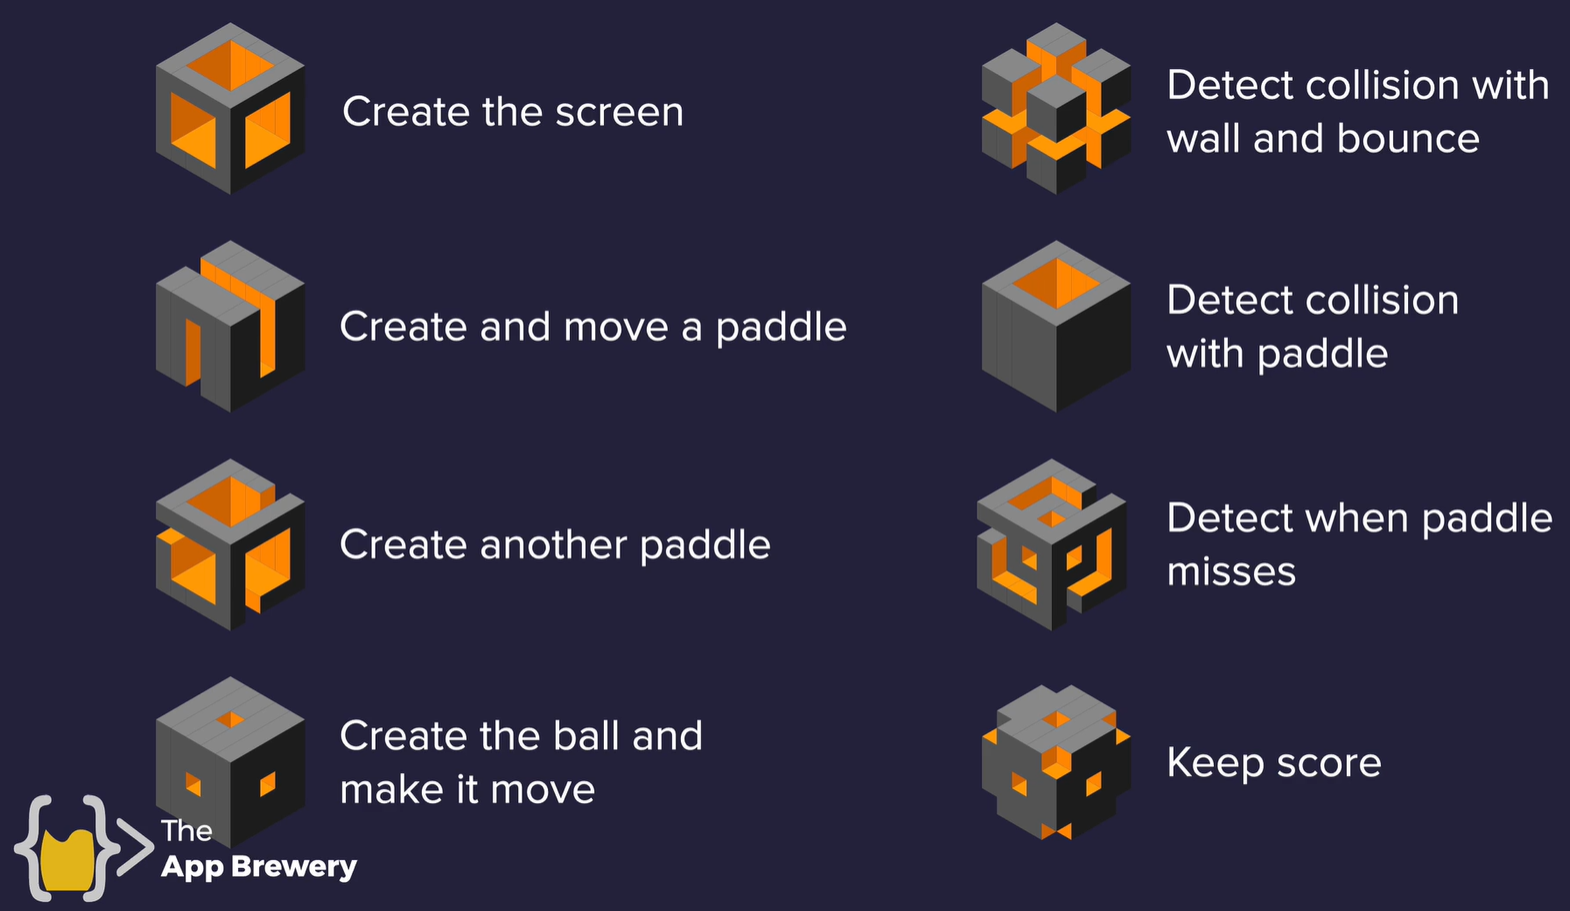 Create the screen
Create and move a paddle
Create another paddle
Create the ball and
make it move
Detect collision with
wall and bounce
Detect collision
with paddle
Detect when paddle
misses
Keep score
The
App Brewery